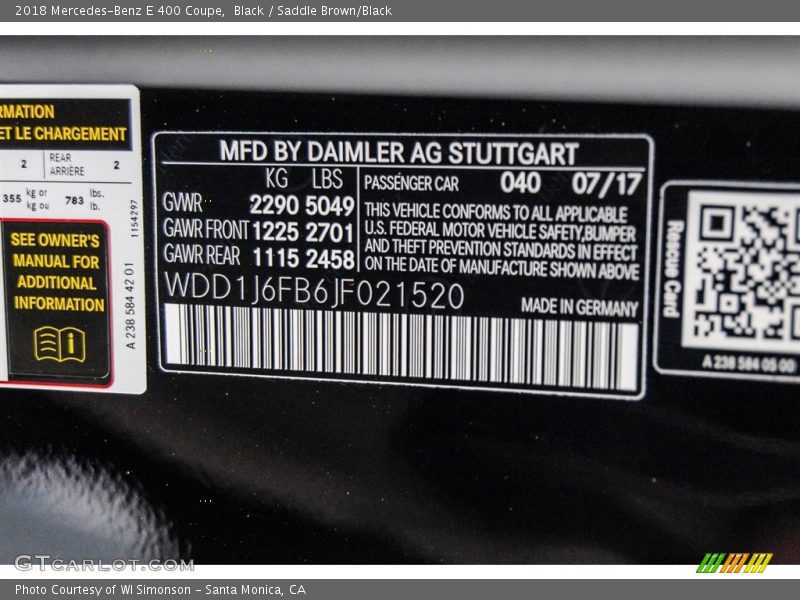 2018 Mercedes-Benz E 400 Coupe, Black / Saddle Brown/Black
RMATION
ET LE CHARGEMENT
2 REAR ARRIÈRE 2
355 kg or kg ou 783 lbs. lb.
SEE OWNER'S
MANUAL FOR
ADDITIONAL
INFORMATION
1154297
A 238 584 42 01
MFD BY DAIMLER AG STUTTGART
KG LBS
GWR 2290 5049
GAWR FRONT 1225 2701
GAWR REAR 1115 2458
PASSENGER CAR 040 07/17
THIS VEHICLE CONFORMS TO ALL APPLICABLE
U.S. FEDERAL MOTOR VEHICLE SAFETY,BUMPER
AND THEFT PREVENTION STANDARDS IN EFFECT
ON THE DATE OF MANUFACTURE SHOWN ABOVE
WDD1J6FB6JF021520
MADE IN GERMANY
Rescue Card
A 238 584 05 00
GTcarlot.com
Photo Courtesy of WI Simonson - Santa Monica, CA